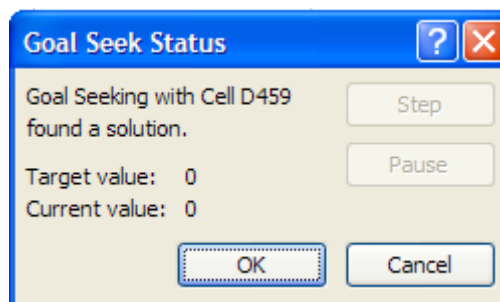 Goal Seek Status
?
Goal Seeking with Cell D459
found a solution.
Step
Pause
Target value: 0
Current value: 0
OK
Cancel